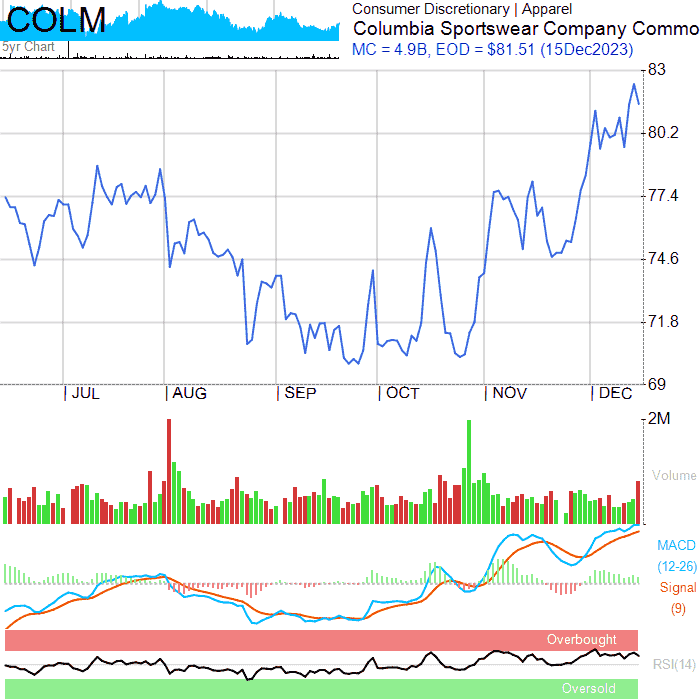 COLM
5yr Chart
Consumer Discretionary | Apparel
Columbia Sportswear Company Commo
MC = 4.9B, EOD = $81.51 (15Dec2023)
83
80.2
77.4
74.6
71.8
69
| JUL | AUG | SEP | OCT | NOV | DEC
2M
Volume
MACD
(12-26)
Signal
(9)
Overbought
RSI(14)
Oversold